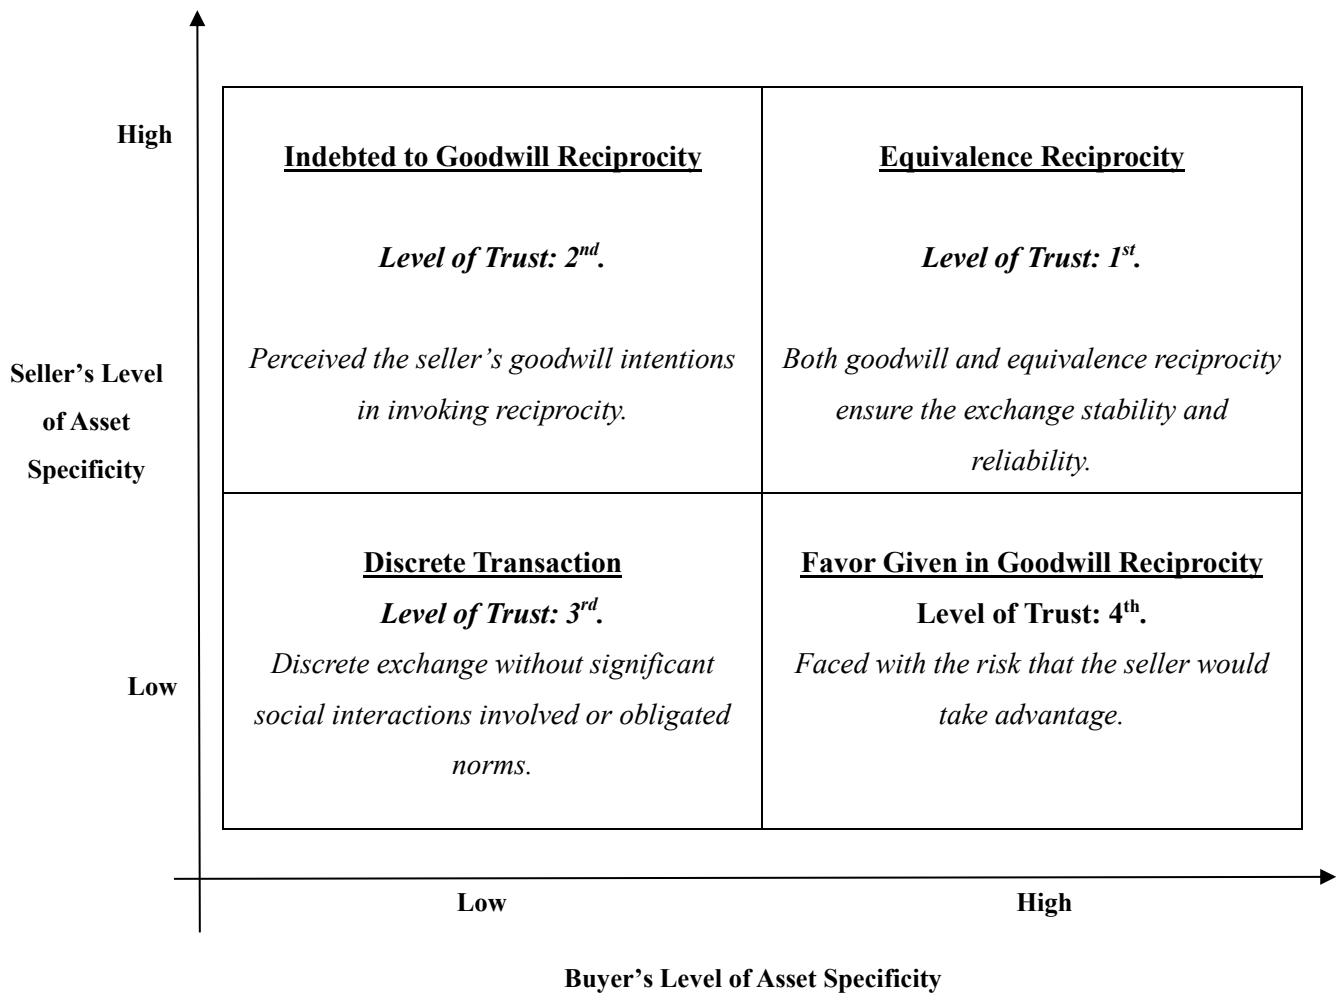 High
Indebted to Goodwill Reciprocity
Level of Trust: 2nd.
Perceived the seller’s goodwill intentions
in invoking reciprocity.
Equivalence Reciprocity
Level of Trust: 1st.
Both goodwill and equivalence reciprocity
ensure the exchange stability and
reliability.
Seller’s Level
of Asset
Specificity
Low
Discrete Transaction
Level of Trust: 3rd.
Discrete exchange without significant
social interactions involved or obligated
norms.
Favor Given in Goodwill Reciprocity
Level of Trust: 4th.
Faced with the risk that the seller would
take advantage.
Low
High
Buyer’s Level of Asset Specificity